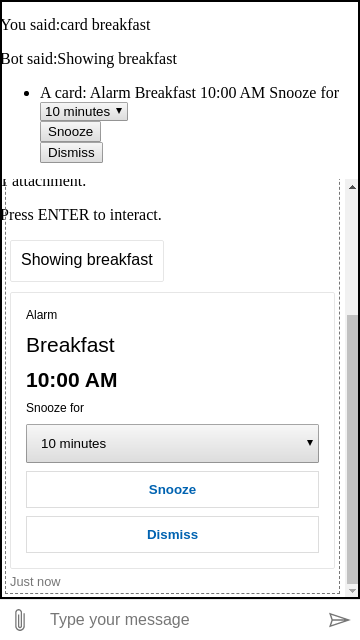 You said:card breakfast
Bot said:Showing breakfast
A card: Alarm Breakfast 10:00 AM Snooze for
10 minutes
Snooze
Dismiss
1 attachment.
Press ENTER to interact.
Showing breakfast
Alarm
Breakfast
10:00 AM
Snooze for
10 minutes
Snooze
Dismiss
Just now
Type your message